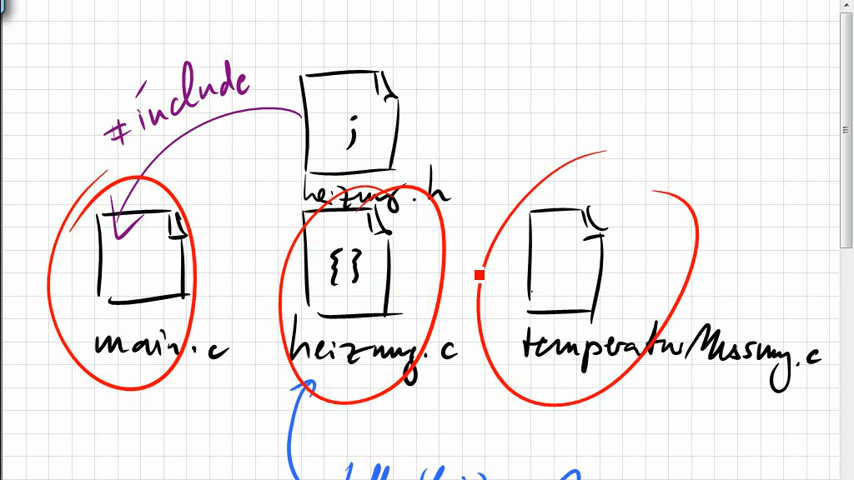 #include
;
heizung.h
{}
main.c
heizung.c
temperaturMessung.c